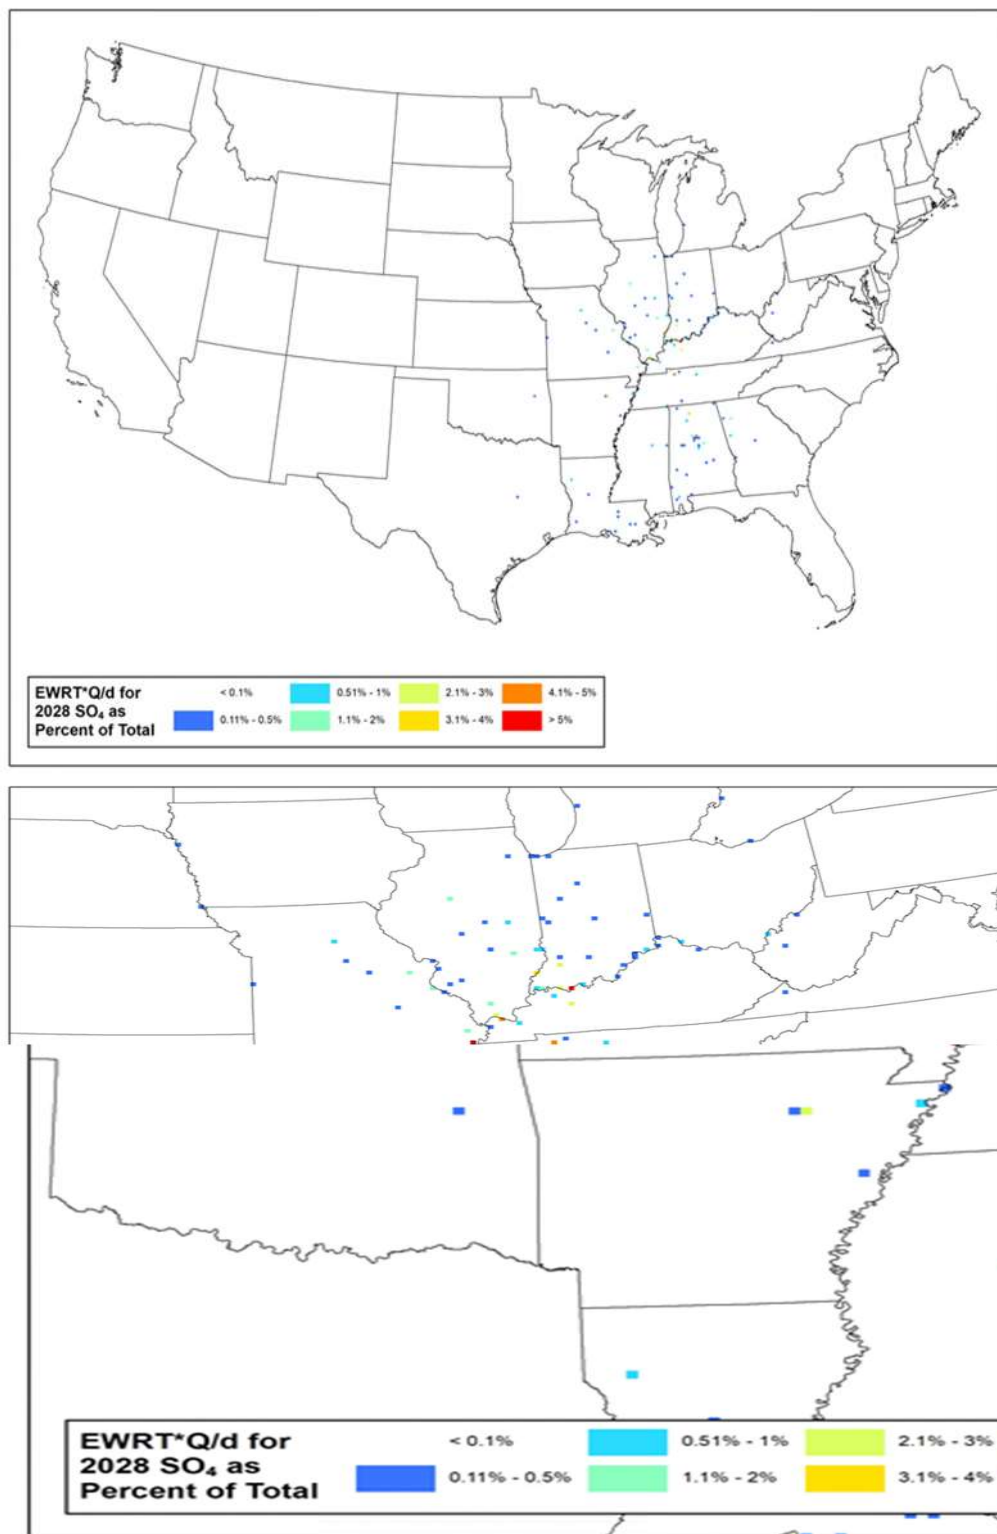 EWRT*Q/d for
2028 SO₄ as
Percent of Total
< 0.1%
0.51% - 1%
2.1% - 3%
4.1% - 5%
0.11% - 0.5%
1.1% - 2%
3.1% - 4%
> 5%
EWRT*Q/d for
2028 SO₄ as
Percent of Total
< 0.1%
0.51% - 1%
2.1% - 3%
0.11% - 0.5%
1.1% - 2%
3.1% - 4%